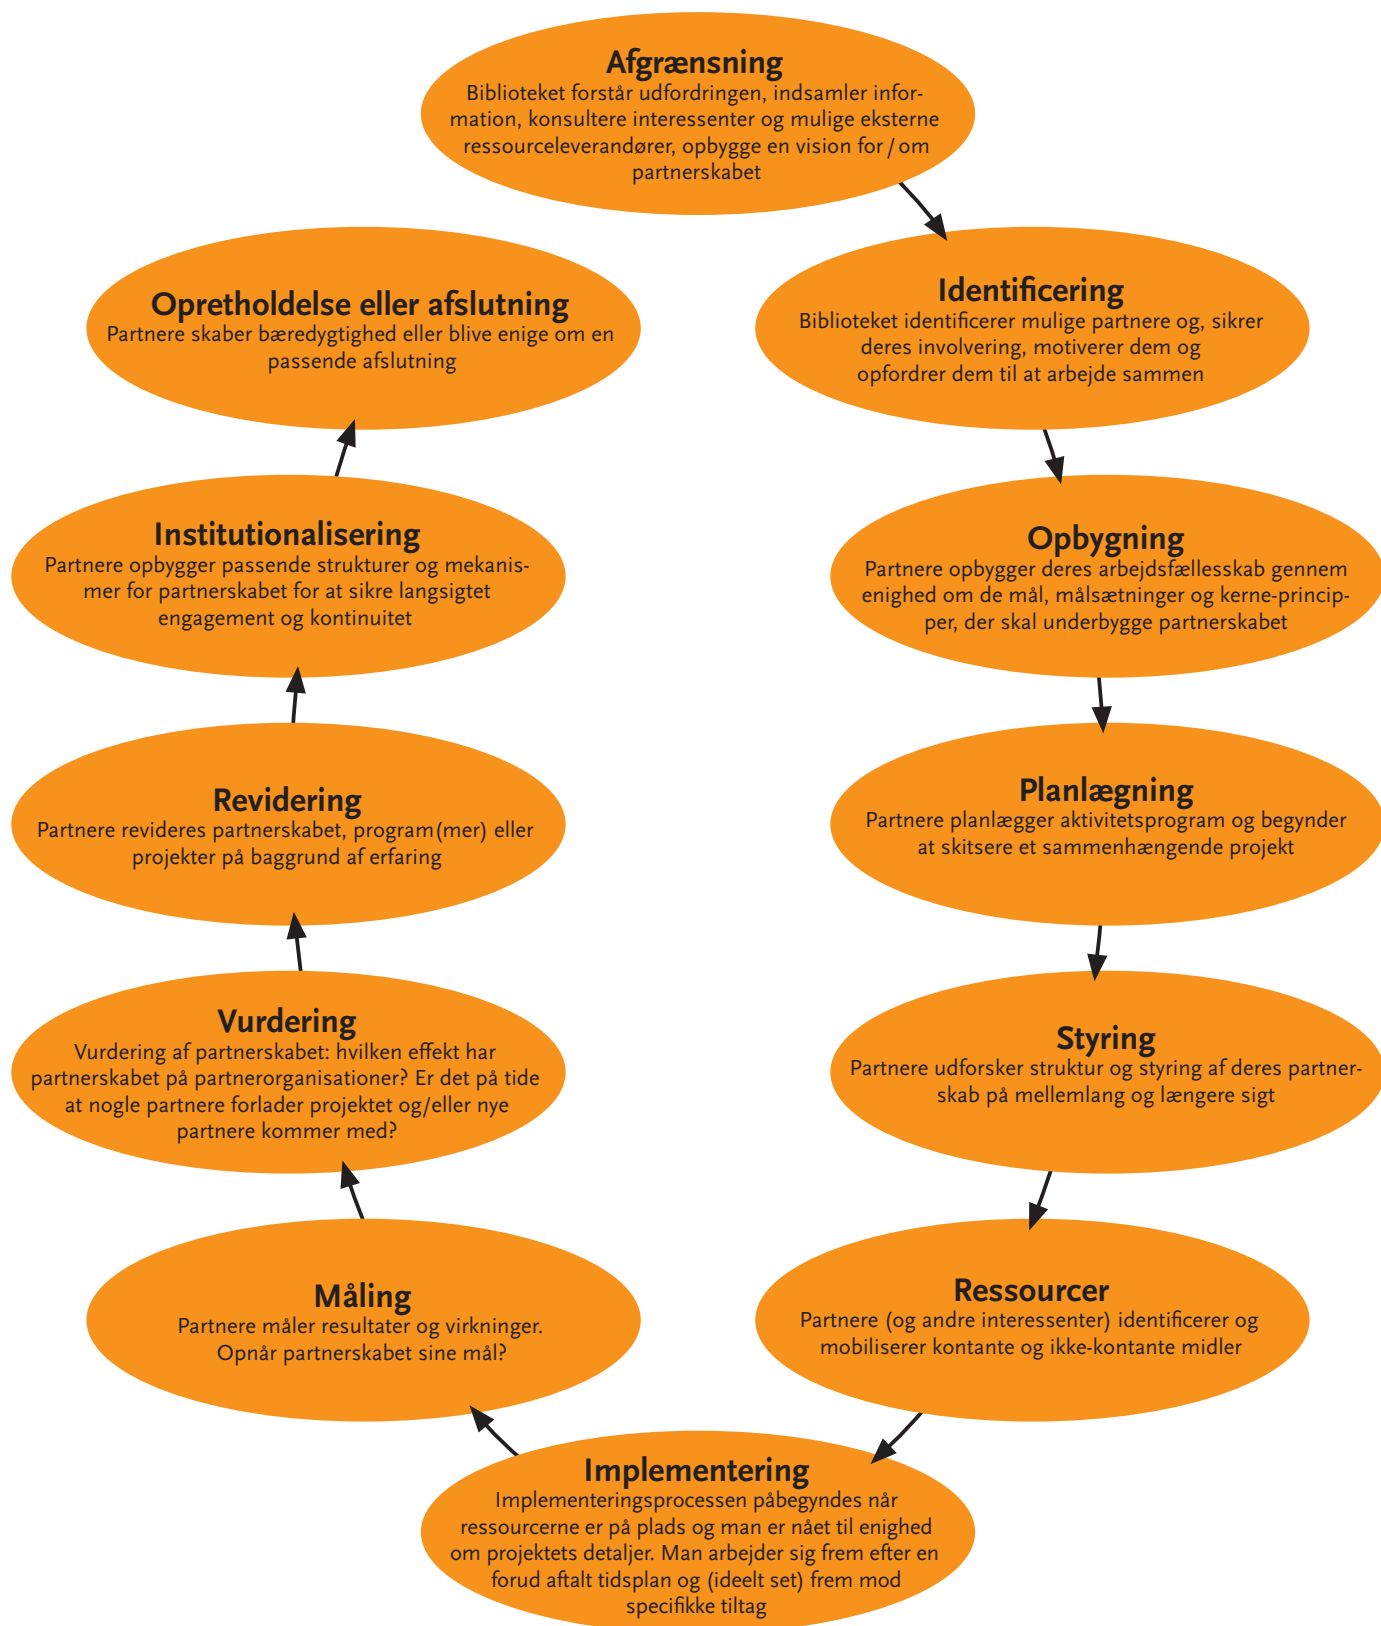 Afgrænsning
Biblioteket forstår udfordringen, indsamler infor-
mation, konsultere interessenter og mulige eksterne
ressourceleverandører, opbygge en vision for / om
partnerskabet
Identificering
Biblioteket identificerer mulige partnere og, sikrer
deres involvering, motiverer dem og
opfordrer dem til at arbejde sammen
Opbygning
Partnere opbygger deres arbejdsfællesskab gennem
enighed om de mål, målsætninger og kerne-princip-
per, der skal underbygge partnerskabet
Planlægning
Partnere planlægger aktivitetsprogram og begynder
at skitsere et sammenhængende projekt
Styring
Partnere udforsker struktur og styring af deres partner-
skab på mellemlang og længere sigt
Ressourcer
Partnere (og andre interessenter) identificerer og
mobiliserer kontante og ikke-kontante midler
Implementering
Implementeringsprocessen påbegyndes når
ressourcerne er på plads og man er nået til enighed
om projektets detaljer. Man arbejder sig frem efter en
forud aftalt tidsplan og (ideelt set) frem mod
specifikke tiltag
Måling
Partnere måler resultater og virkninger.
Opnår partnerskabet sine mål?
Vurdering
Vurdering af partnerskabet: hvilken effekt har
partnerskabet på partnerorganisationer? Er det på tide
at nogle partnere forlader projektet og/eller nye
partnere kommer med?
Revidering
Partnere revideres partnerskabet, program(mer) eller
projekter på baggrund af erfaring
Institutionalisering
Partnere opbygger passende strukturer og mekanis-
mer for partnerskabet for at sikre langsigtet
engagement og kontinuitet
Opretholdelse eller afslutning
Partnere skaber bæredygtighed eller blive enige om en
passende afslutning